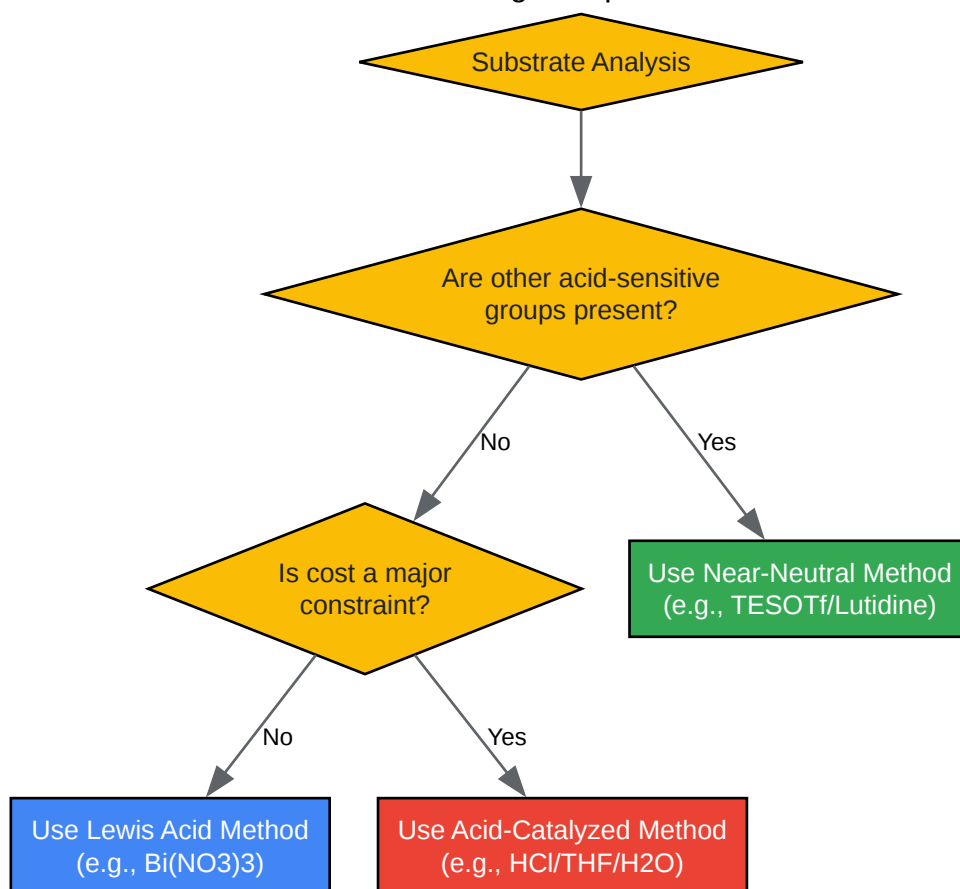 Substrate Analysis
Are other acid-sensitive
groups present?
No
Yes
Is cost a major
constraint?
Use Near-Neutral Method
(e.g., TESOTf/Lutidine)
No
Yes
Use Lewis Acid Method
(e.g., Bi(NO3)3)
Use Acid-Catalyzed Method
(e.g., HCl/THF/H2O)